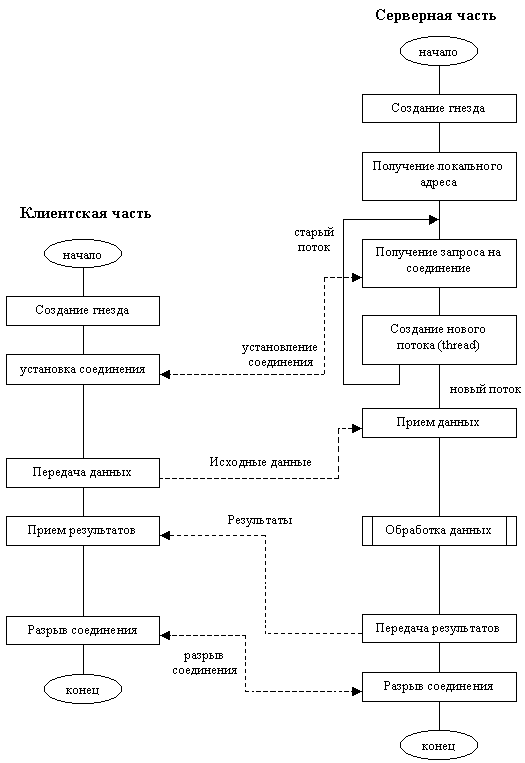 Серверная часть
начало
Создание гнезда
Получение локального
адреса
Клиентская часть
старый
поток
начало
Получение запроса на
соединение
Создание гнезда
Создание нового
потока (thread)
установление
соединения
установка соединения
новый поток
Прием данных
Исходные данные
Передача данных
Результаты
Прием результатов
Обработка данных
Разрыв соединения
Передача результатов
разрыв
соединения
конец
Разрыв соединения
конец